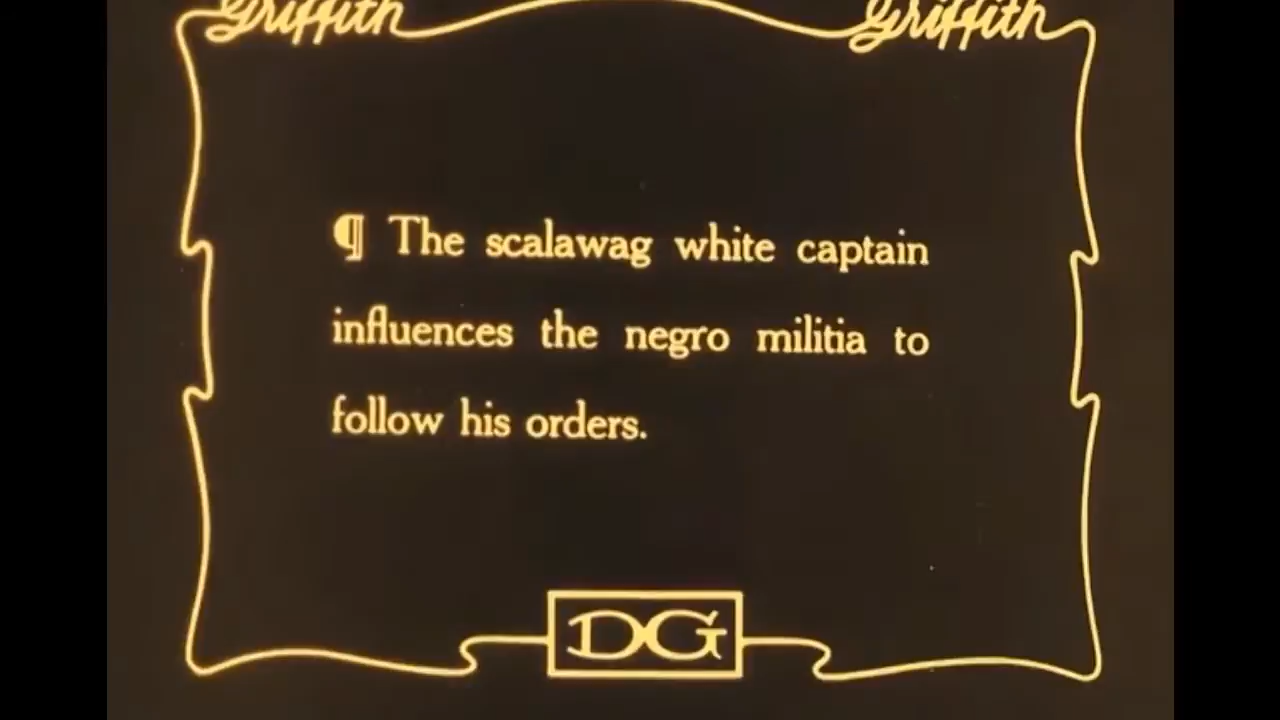 Griffith Griffith
¶ The scalawag white captain
influences the negro militia to
follow his orders.
DG